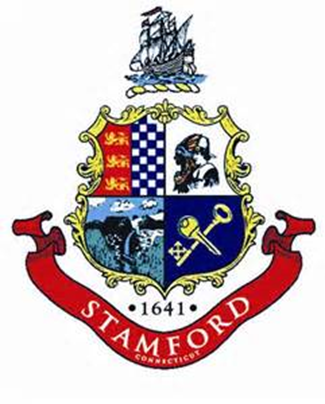 • 1641 •
STAMFORD
CONNECTICUT